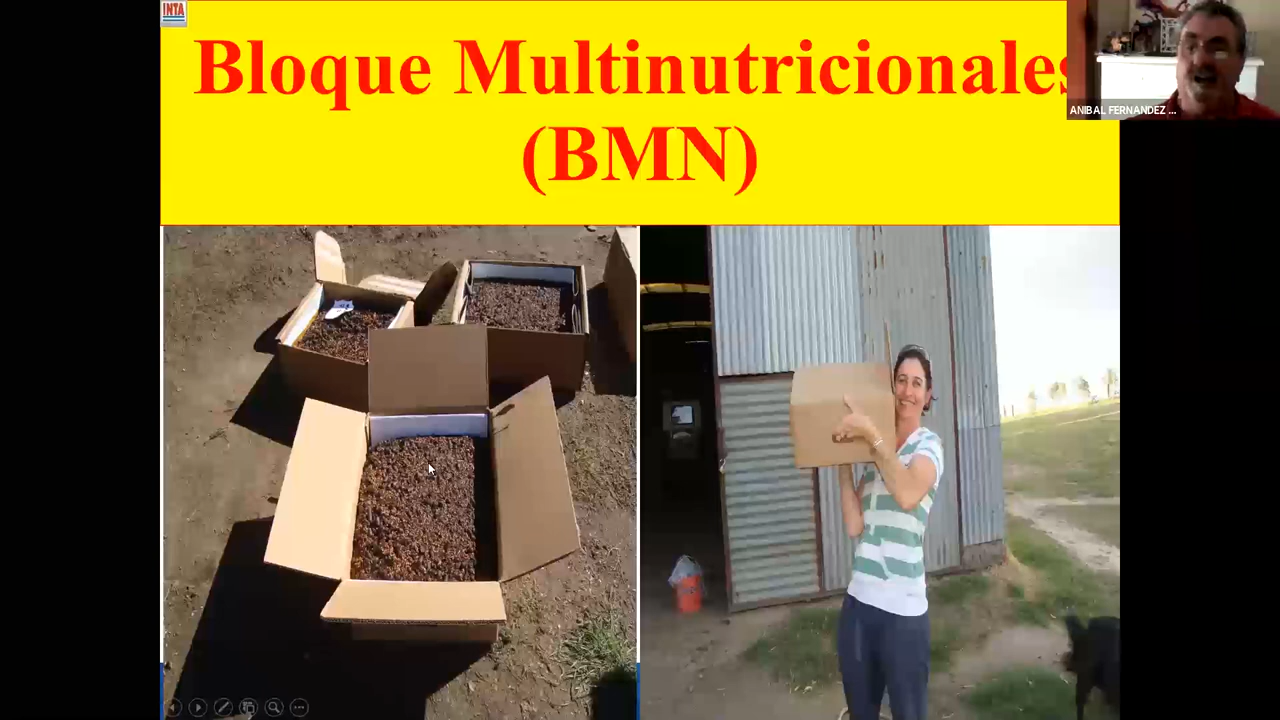 INTA
Bloque Multinutricionales
(BMN)
ANIBAL FERNANDEZ ...